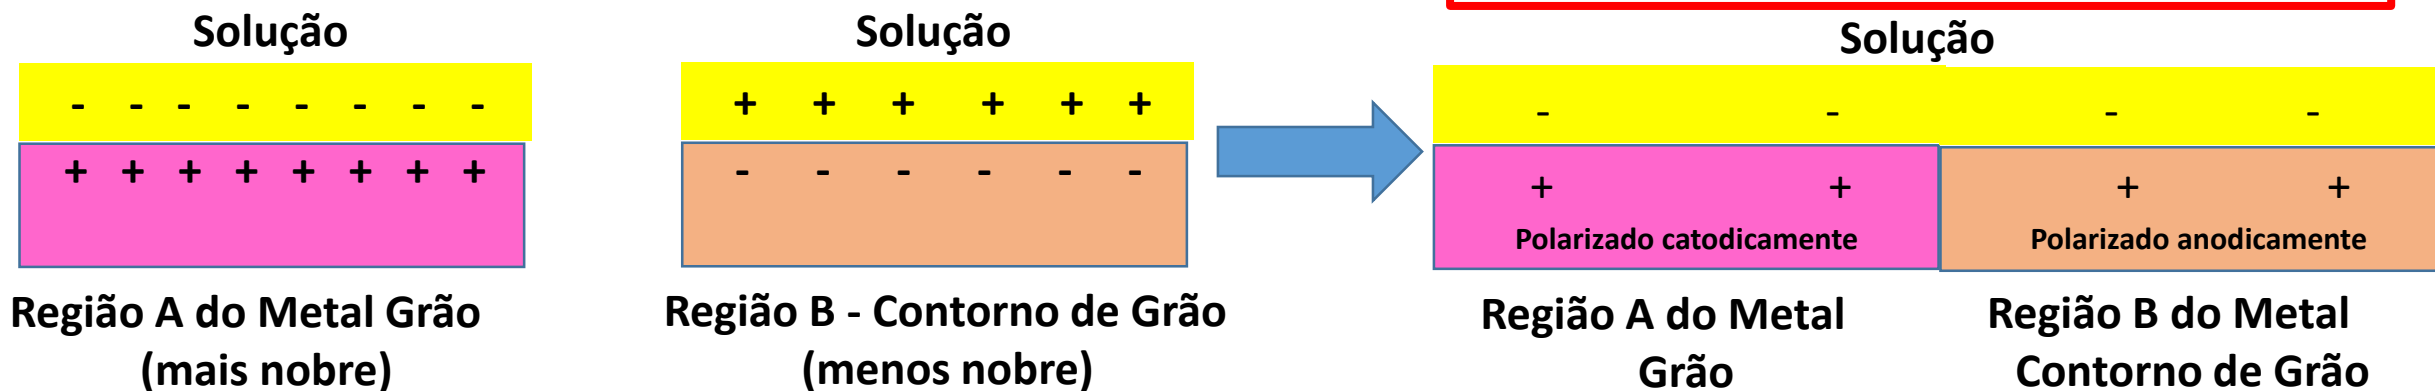 Solução
- - - - - - - -
+ + + + + + + +
Região A do Metal Grão
(mais nobre)
Solução
+ + + + + +
- - - - - -
Região B - Contorno de Grão
(menos nobre)
Solução
- - - -
+ + + +
Polarizado catodicamente
Polarizado anodicamente
Região A do Metal
Grão
Região B do Metal
Contorno de Grão